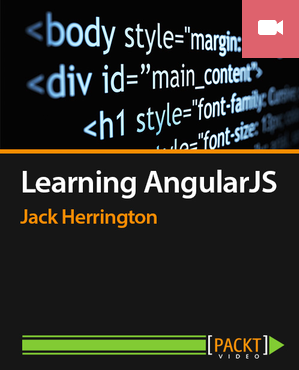 <body style="margin:
<div id="main_content">
<h1 style="font-family: 
style="font-size: 
Learning AngularJS
Jack Herrington
[PACKT]
VIDEO